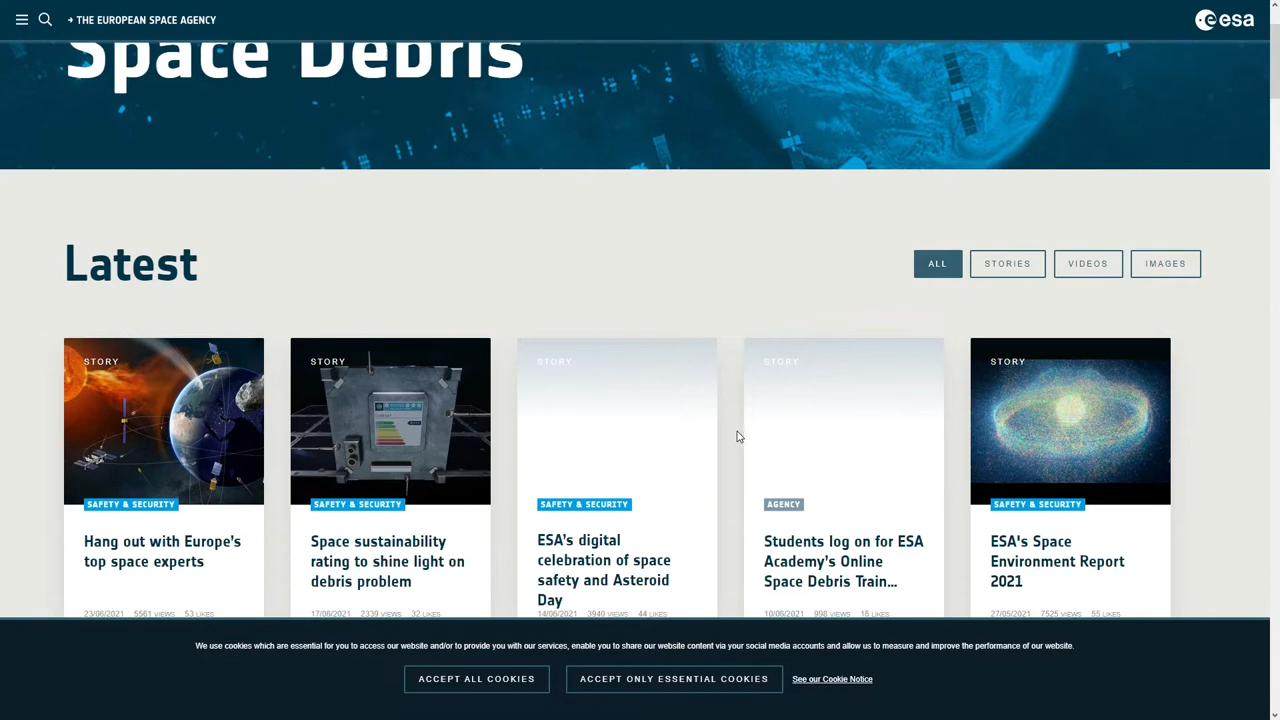 → THE EUROPEAN SPACE AGENCY
esa
Space Debris
Latest
ALL
STORIES
VIDEOS
IMAGES
STORY
SAFETY & SECURITY
Hang out with Europe's
top space experts
23/06/2021 5561 VIEWS 53 LIKES
STORY
SAFETY & SECURITY
Space sustainability
rating to shine light on
debris problem
17/06/2021 2339 VIEWS 32 LIKES
STORY
SAFETY & SECURITY
ESA's digital
celebration of space
safety and Asteroid
Day
14/06/2021 3940 VIEWS 44 LIKES
STORY
AGENCY
Students log on for ESA
Academy's Online
Space Debris Train...
10/06/2021 998 VIEWS 16 LIKES
STORY
SAFETY & SECURITY
ESA's Space
Environment Report
2021
27/05/2021 7525 VIEWS 55 LIKES
We use cookies which are essential for you to access our website and/or to provide you with our services, enable you to share our website content via your social media accounts and allow us to measure and improve the performance of our website.
ACCEPT ALL COOKIES
ACCEPT ONLY ESSENTIAL COOKIES
See our Cookie Notice